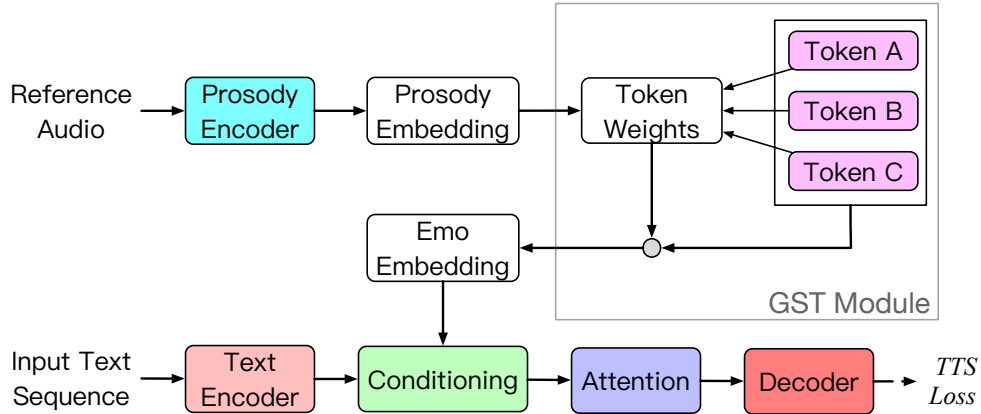 Reference
Audio
Prosody
Encoder
Prosody
Embedding
Token
Weights
Token A
Token B
Token C
Emo
Embedding
GST Module
Input Text
Sequence
Text
Encoder
Conditioning
Attention
Decoder
TTS
Loss